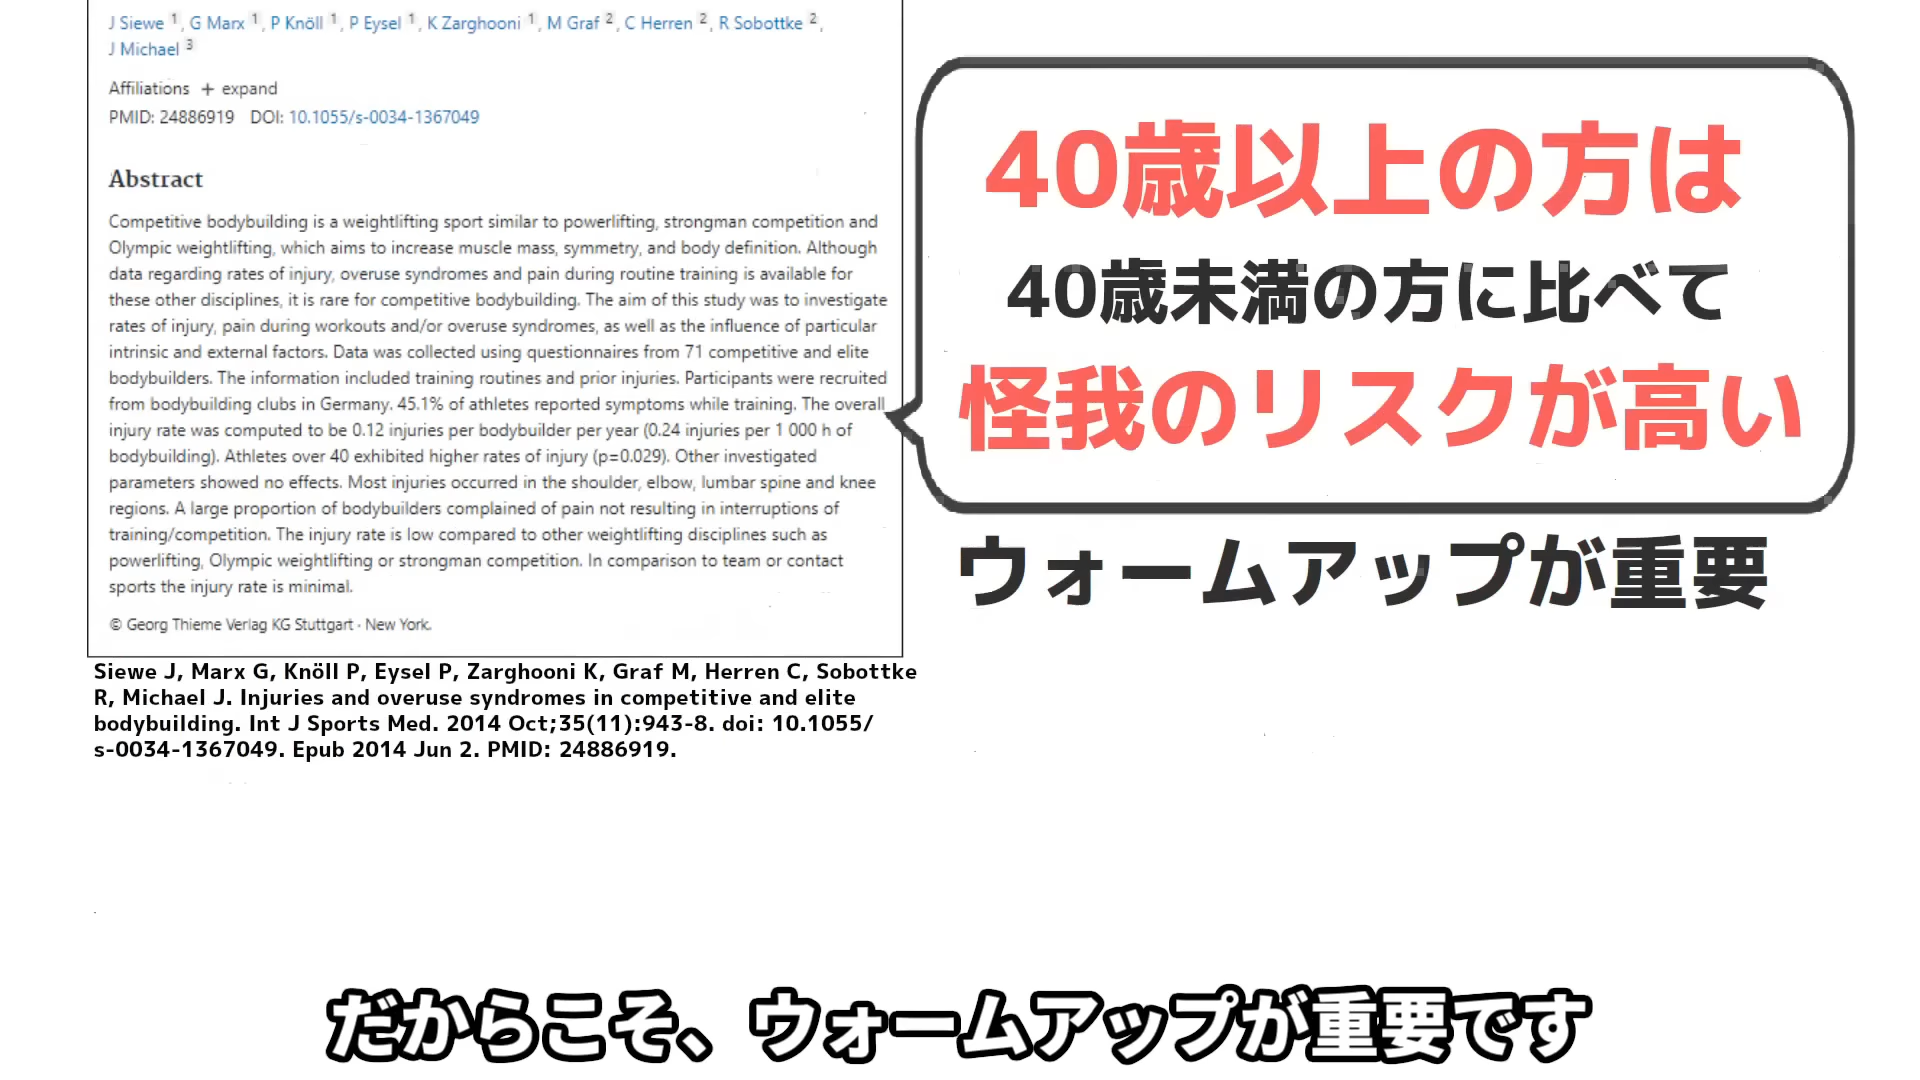 J Siewe 1, G Marx 1, P Knöll 1, P Eysel 1, K Zarghooni 1, M Graf 2, C Herren 2, R Sobottke 2,
J Michael 3
Affiliations + expand
PMID: 24886919 DOI: 10.1055/s-0034-1367049
Abstract
Competitive bodybuilding is a weightlifting sport similar to powerlifting, strongman competition and
Olympic weightlifting, which aims to increase muscle mass, symmetry, and body definition. Although
data regarding rates of injury, overuse syndromes and pain during routine training is available for
these other disciplines, it is rare for competitive bodybuilding. The aim of this study was to investigate
rates of injury, pain during workouts and/or overuse syndromes, as well as the influence of particular
intrinsic and external factors. Data was collected using questionnaires from 71 competitive and elite
bodybuilders. The information included training routines and prior injuries. Participants were recruited
from bodybuilding clubs in Germany. 45.1% of athletes reported symptoms while training. The overall
injury rate was computed to be 0.12 injuries per bodybuilder per year (0.24 injuries per 1 000 h of
bodybuilding). Athletes over 40 exhibited higher rates of injury (p=0.029). Other investigated
parameters showed no effects. Most injuries occurred in the shoulder, elbow, lumbar spine and knee
regions. A large proportion of bodybuilders complained of pain not resulting in interruptions of
training/competition. The injury rate is low compared to other weightlifting disciplines such as
powerlifting, Olympic weightlifting or strongman competition. In comparison to team or contact
sports the injury rate is minimal.
© Georg Thieme Verlag KG Stuttgart · New York.
Siewe J, Marx G, Knöll P, Eysel P, Zarghooni K, Graf M, Herren C, Sobottke
R, Michael J. Injuries and overuse syndromes in competitive and elite
bodybuilding. Int J Sports Med. 2014 Oct;35(11):943-8. doi: 10.1055/
s-0034-1367049. Epub 2014 Jun 2. PMID: 24886919.
40歳以上の方は
40歳未満の方に比べて
怪我のリスクが高い
ウォームアップが重要
だからこそ、ウォームアップが重要です